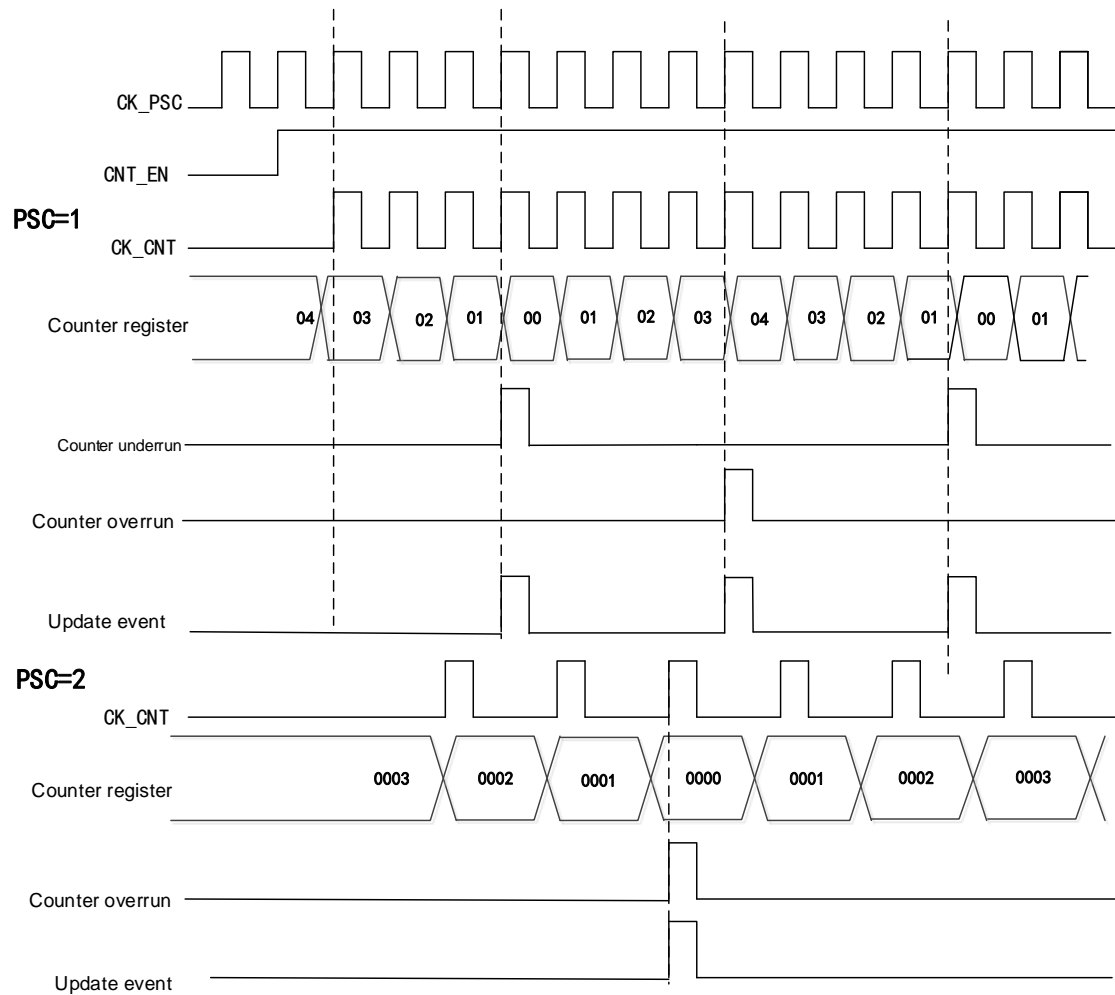 CK_PSC
CNT_EN
PSC=1
CK_CNT
Counter register
04 03 02 01 00 01 02 03 04 03 02 01 00 01
Counter underrun
Counter overrun
Update event
PSC=2
CK_CNT
Counter register
0003 0002 0001 0000 0001 0002 0003
Counter overrun
Update event